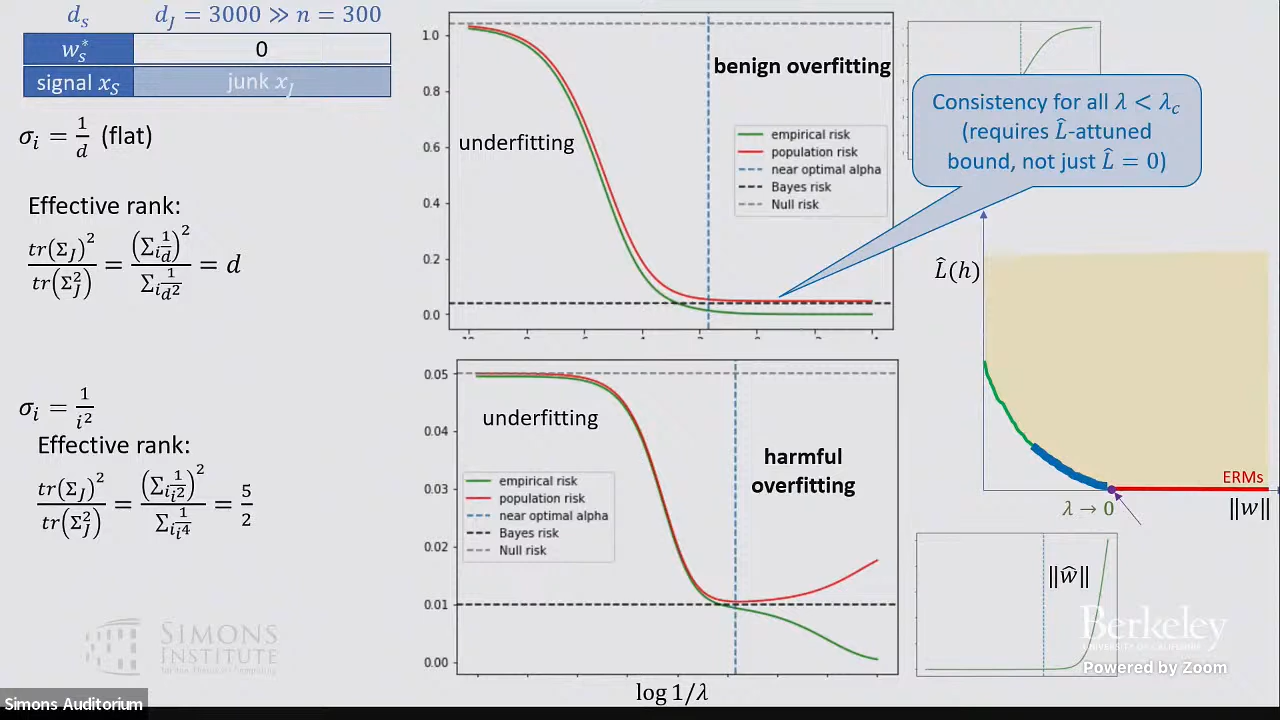 d_s    d_J = 3000 ≫ n = 300
w_s^*    0
signal x_S    junk x_J
σ_i = 1/d (flat)
Effective rank:
tr(Σ_J)^2 / tr(Σ_J^2) = (Σ_i 1/d)^2 / Σ_i 1/d^2 = d
σ_i = 1/i^2
Effective rank:
tr(Σ_J)^2 / tr(Σ_J^2) = (Σ_i 1/i^2)^2 / Σ_i 1/i^4 = 5/2
SIMONS
INSTITUTE
Simons Auditorium
1.0
0.8
0.6
0.4
0.2
0.0
underfitting
benign overfitting
empirical risk
population risk
near optimal alpha
Bayes risk
Null risk
0.05
0.04
0.03
0.02
0.01
0.00
underfitting
harmful
overfitting
empirical risk
population risk
near optimal alpha
Bayes risk
Null risk
log 1/λ
Consistency for all λ < λ_c
(requires L̂-attuned
bound, not just L̂ = 0)
L̂(h)
ERMs
λ → 0
‖w‖
‖ŵ‖
Berkeley
UNIVERSITY OF CALIFORNIA
Powered by Zoom